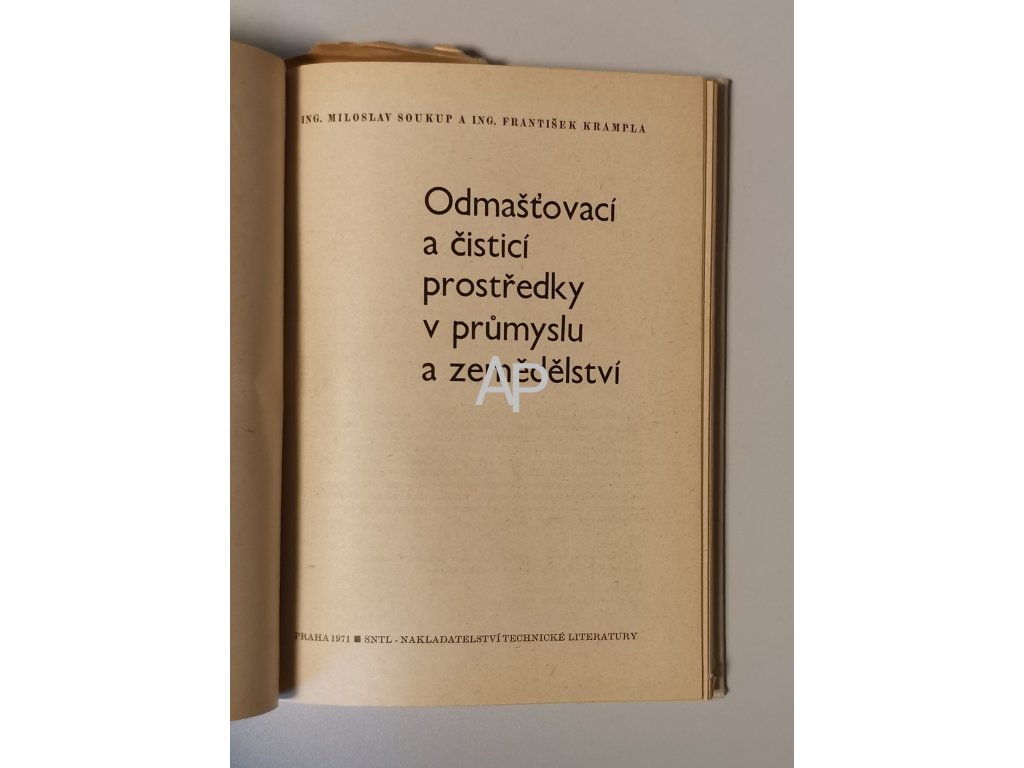 ING. MILOSLAV SOUKUP A ING. FRANTIŠEK KRAMPLA
Odmašťovací
a čisticí
prostředky
v průmyslu
a zemědělství
AP
PRAHA 1971 ■ SNTL - NAKLADATELSTVÍ TECHNICKÉ LITERATURY